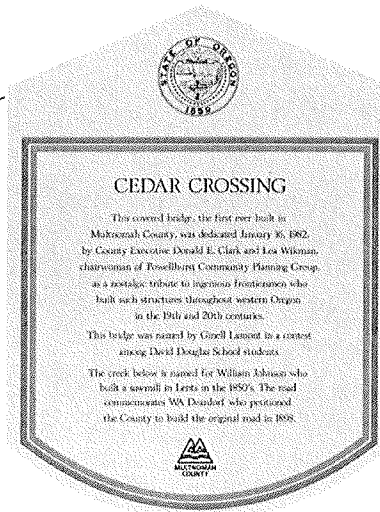 STATE OF OREGON
1859
CEDAR CROSSING
This covered bridge, the first ever built in
Multnomah County, was dedicated January 16, 1982,
by County Executive Donald E. Clark and Lea Wikman,
chairwoman of Powellhurst Community Planning Group,
as a nostalgic tribute to ingenious frontiersmen who
built such structures throughout western Oregon
in the 19th and 20th centuries.
This bridge was named by Ginell Lamont in a contest
among David Douglas School students.
The creek below is named for William Johnson who
built a sawmill in Lents in the 1850's. The road
commemorates WA Deardorf who petitioned
the County to build the original road in 1898.
MULTNOMAH
COUNTY